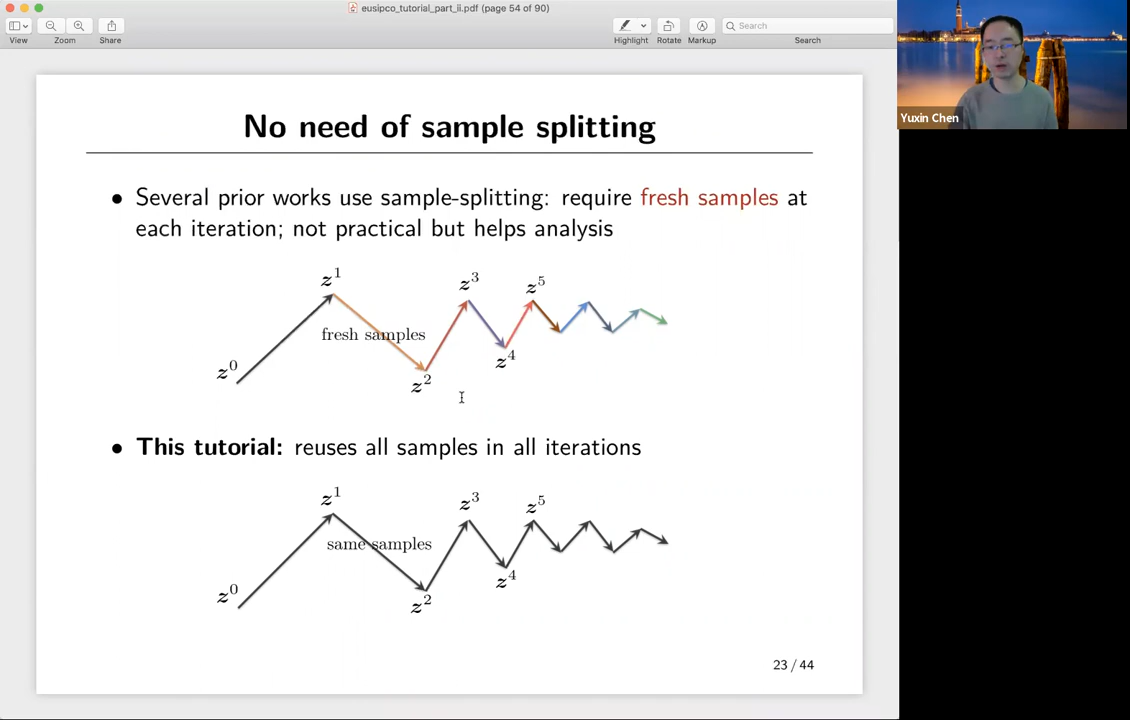 eusipco_tutorial_part_ii.pdf (page 54 of 90)
View
Zoom
Share
Highlight
Rotate
Markup
Search
Search
Yuxin Chen
No need of sample splitting
• Several prior works use sample-splitting: require fresh samples at
each iteration; not practical but helps analysis
z⁰
z¹
fresh samples
z²
z³
z⁴
z⁵
• This tutorial: reuses all samples in all iterations
z⁰
z¹
same samples
z²
z³
z⁴
z⁵
23 / 44